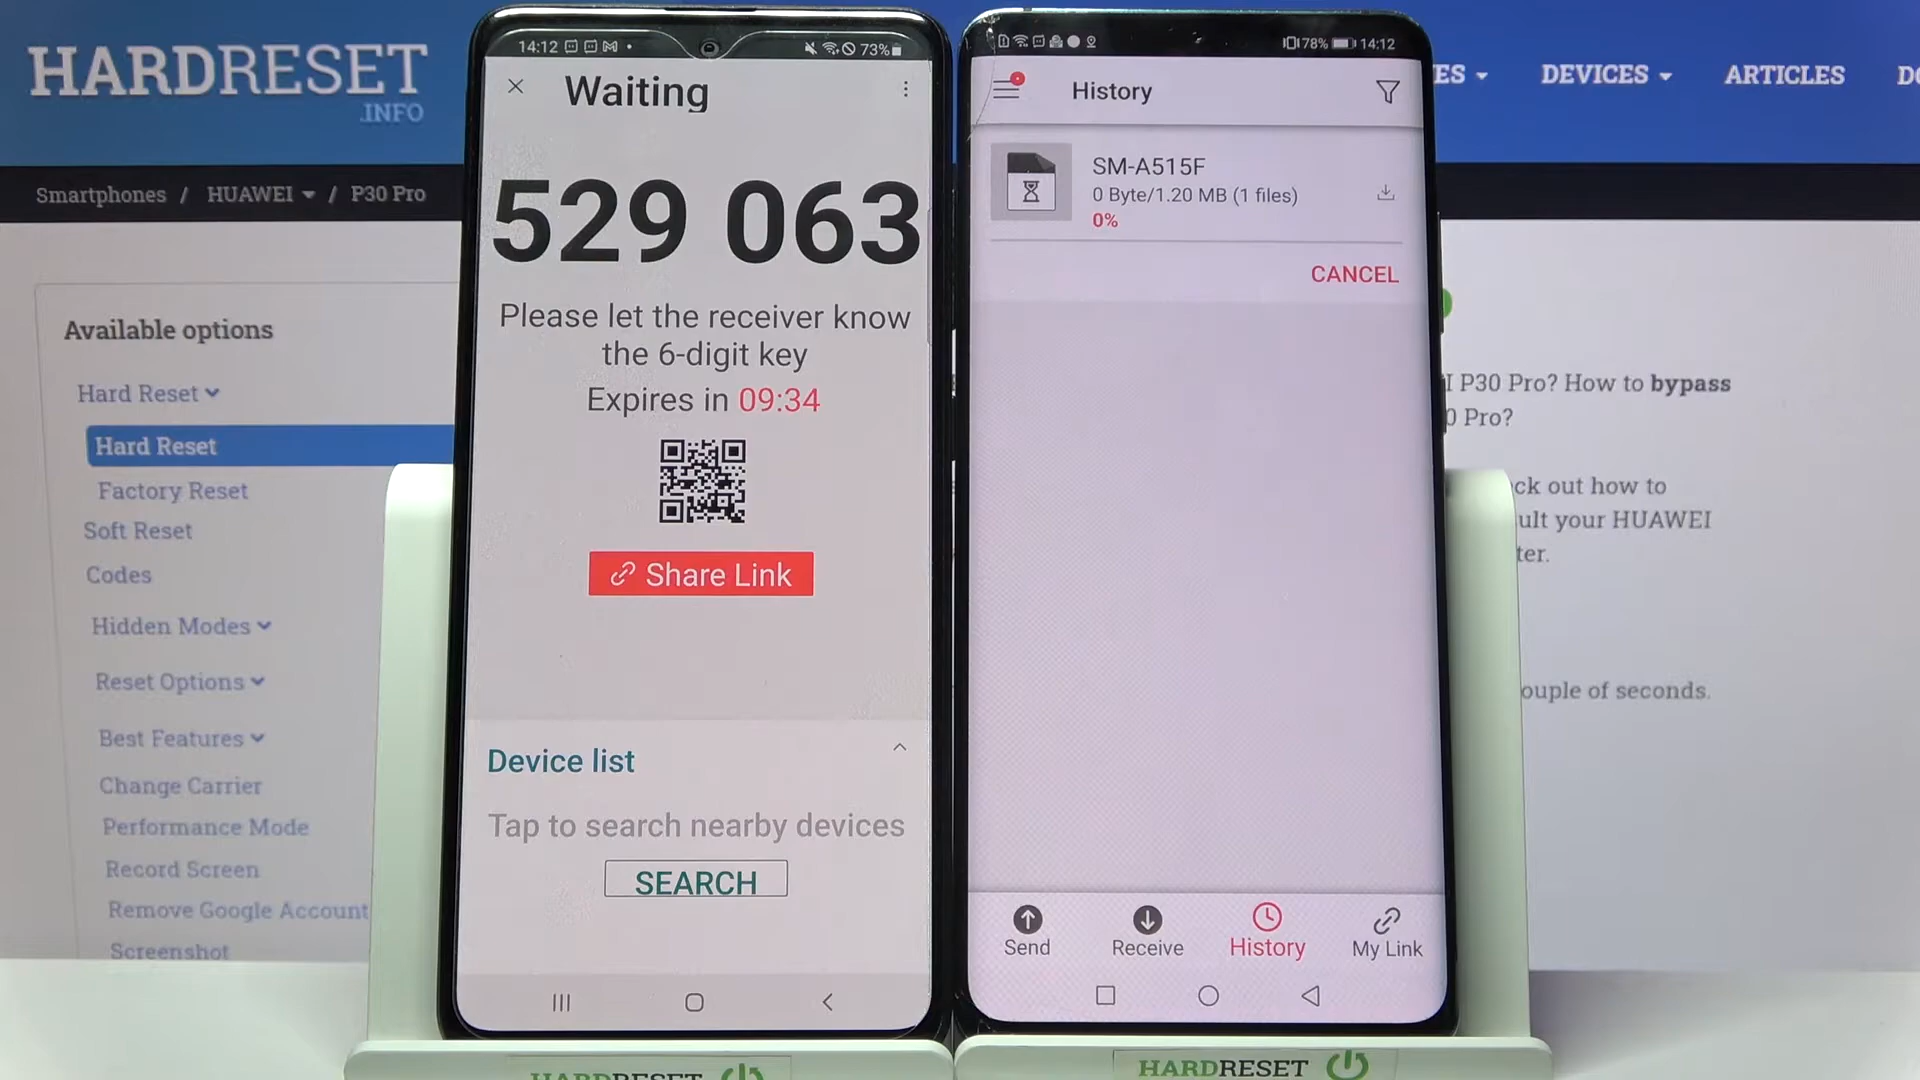 HARDRESET
.INFO
ES
DEVICES
ARTICLES
Smartphones / HUAWEI / P30 Pro
Available options
Hard Reset
Hard Reset
Factory Reset
Soft Reset
Codes
Hidden Modes
Reset Options
Best Features
Change Carrier
Performance Mode
Record Screen
Remove Google Account
Screenshot
14:12
73%
Waiting
529 063
Please let the receiver know
the 6-digit key
Expires in 09:34
Share Link
Device list
Tap to search nearby devices
SEARCH
78% 14:12
History
SM-A515F
0 Byte/1.20 MB (1 files)
0%
CANCEL
Send
Receive
History
My Link
I P30 Pro? How to bypass
0 Pro?
ck out how to
ult your HUAWEI
ter.
ouple of seconds.
HARDRESET
HARDRESET